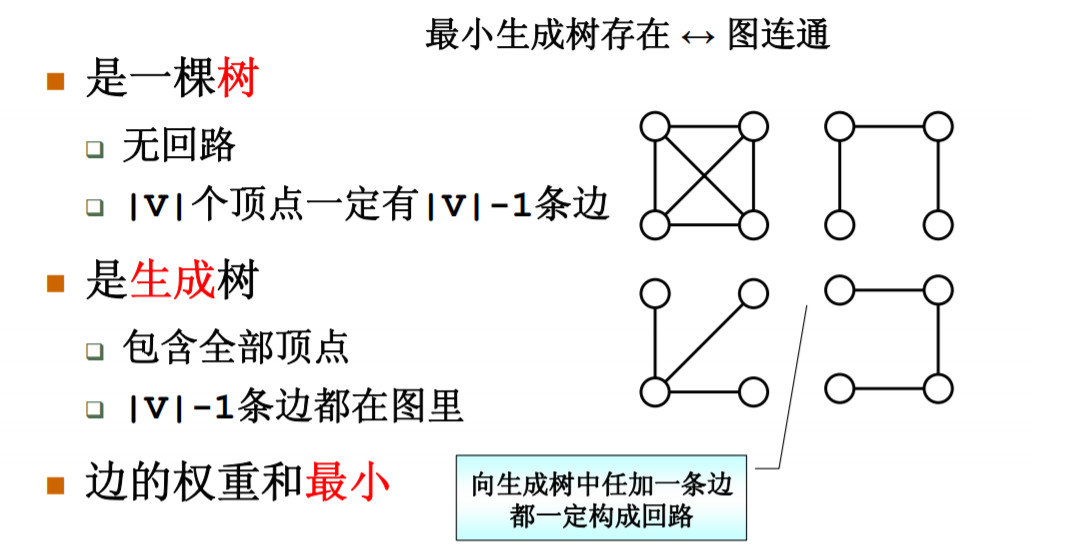 最小生成树存在 ↔ 图连通
是一棵树
无回路
|V|个顶点一定有|V|-1条边
是生成树
包含全部顶点
|V|-1条边都在图里
边的权重和最小
向生成树中任加一条边
都一定构成回路